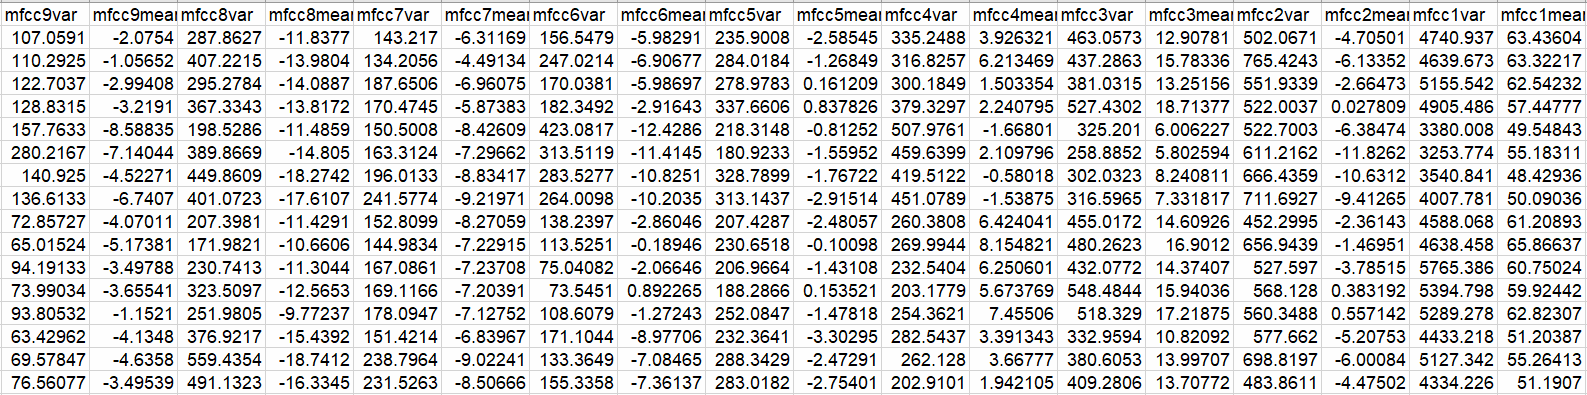 mfcc9var mfcc9mea mfcc8var mfcc8mea mfcc7var mfcc7mea mfcc6var mfcc6mea mfcc5var mfcc5mea mfcc4var mfcc4mea mfcc3var mfcc3mea mfcc2var mfcc2mea mfcc1var mfcc1mea
107.0591 -2.0754 287.8627 -11.8377 143.217 -6.31169 156.5479 -5.98291 235.9008 -2.58545 335.2488 3.926321 463.0573 12.90781 502.0671 -4.70501 4740.937 63.43604
110.2925 -1.05652 407.2215 -13.9804 134.2056 -4.49134 247.0214 -6.90677 284.0184 -1.26849 316.8257 6.213469 437.2863 15.78336 765.4243 -6.13352 4639.673 63.32217
122.7037 -2.99408 295.2784 -14.0887 187.6506 -6.96075 170.0381 -5.98697 278.9783 0.161209 300.1849 1.503354 381.0315 13.25156 551.9339 -2.66473 5155.542 62.54232
128.8315 -3.2191 367.3343 -13.8172 170.4745 -5.87383 182.3492 -2.91643 337.6606 0.837826 379.3297 2.240795 527.4302 18.71377 522.0037 0.027809 4905.486 57.44777
157.7633 -8.58835 198.5286 -11.4859 150.5008 -8.42609 423.0817 -12.4286 218.3148 -0.81252 507.9761 -1.66801 325.201 6.006227 522.7003 -6.38474 3380.008 49.54843
280.2167 -7.14044 389.8669 -14.805 163.3124 -7.29662 313.5119 -11.4145 180.9233 -1.55952 459.6399 2.109796 258.8852 5.802594 611.2162 -11.8262 3253.774 55.18311
140.925 -4.52271 449.8609 -18.2742 196.0133 -8.83417 283.5277 -10.8251 328.7899 -1.76722 419.5122 -0.58018 302.0323 8.240811 666.4359 -10.6312 3540.841 48.42936
136.6133 -6.7407 401.0723 -17.6107 241.5774 -9.21971 264.0098 -10.2035 313.1437 -2.91514 451.0789 -1.53875 316.5965 7.331817 711.6927 -9.41265 4007.781 50.09036
72.85727 -4.07011 207.3981 -11.4291 152.8099 -8.27059 138.2397 -2.86046 207.4287 -2.48057 260.3808 6.424041 455.0172 14.60926 452.2995 -2.36143 4588.068 61.20893
65.01524 -5.17381 171.9821 -10.6606 144.9834 -7.22915 113.5251 -0.18946 230.6518 -0.10098 269.9944 8.154821 480.2623 16.9012 656.9439 -1.46951 4638.458 65.86637
94.19133 -3.49788 230.7413 -11.3044 167.0861 -7.23708 75.04082 -2.06646 206.9664 -1.43108 232.5404 6.250601 432.0772 14.37407 527.597 -3.78515 5765.386 60.75024
73.99034 -3.65541 323.5097 -12.5653 169.1166 -7.20391 73.5451 0.892265 188.2866 0.153521 203.1779 5.673769 548.4844 15.94036 568.128 0.383192 5394.798 59.92442
93.80532 -1.1521 251.9805 -9.77237 178.0947 -7.12752 108.6079 -1.27243 252.0847 -1.47818 254.3621 7.45506 518.329 17.21875 560.3488 0.557142 5289.278 62.82307
63.42962 -4.1348 376.9217 -15.4392 151.4214 -6.83967 171.1044 -8.97706 232.3641 -3.30295 282.5437 3.391343 332.9594 10.82092 577.662 -5.20753 4433.218 51.20387
69.57847 -4.6358 559.4354 -18.7412 238.7964 -9.02241 133.3649 -7.08465 288.3429 -2.47291 262.128 3.66777 380.6053 13.99707 698.8197 -6.00084 5127.342 55.26413
76.56077 -3.49539 491.1323 -16.3345 231.5263 -8.50666 155.3358 -7.36137 283.0182 -2.75401 202.9101 1.942105 409.2806 13.70772 483.8611 -4.47502 4334.226 51.1907